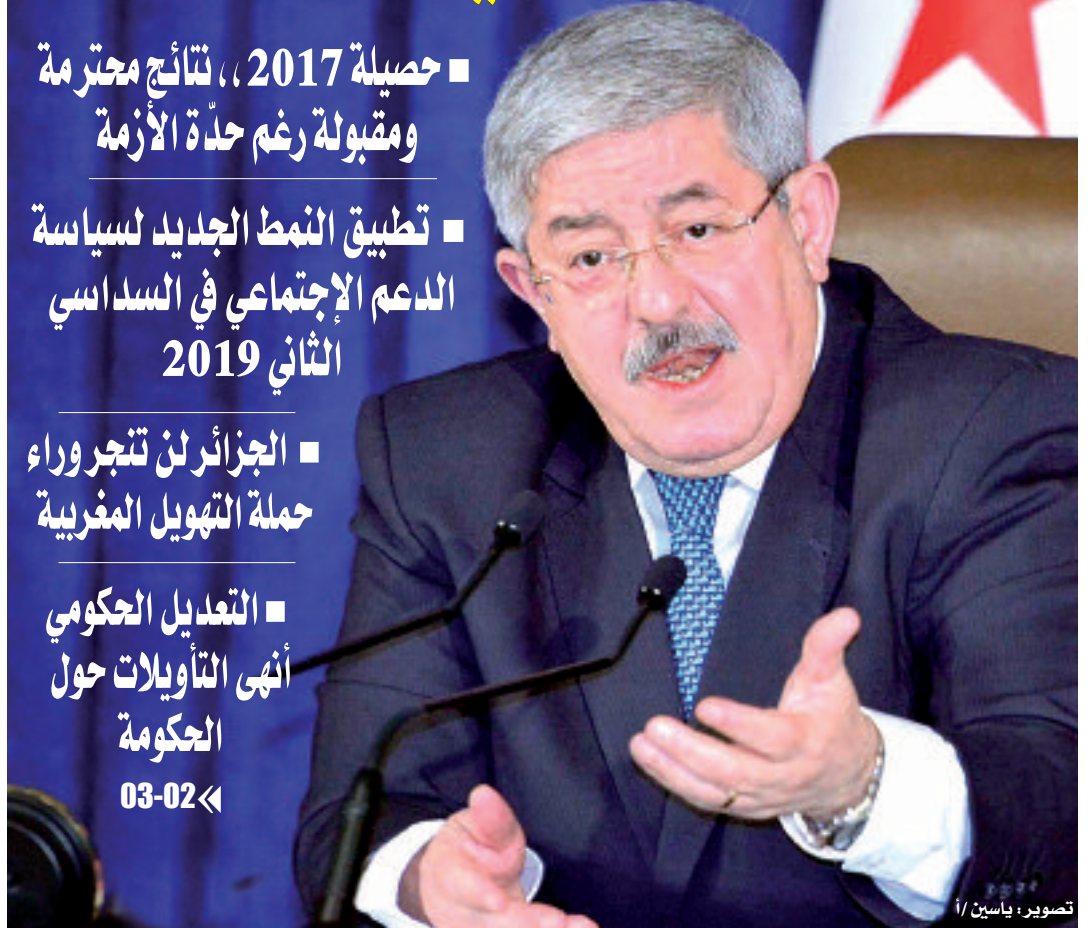 ■ حصيلة 2017 ،، نتائج محترمة
ومقبولة رغم حدّة الأزمة
■ تطبيق النمط الجديد لسياسة
الدعم الإجتماعي في السداسي
الثاني 2019
■ الجزائر لن تنجر وراء
حملة التهويل المغربية
■ التعديل الحكومي
أنهى التأويلات حول
الحكومة
03-02
تصوير: ياسين /أ